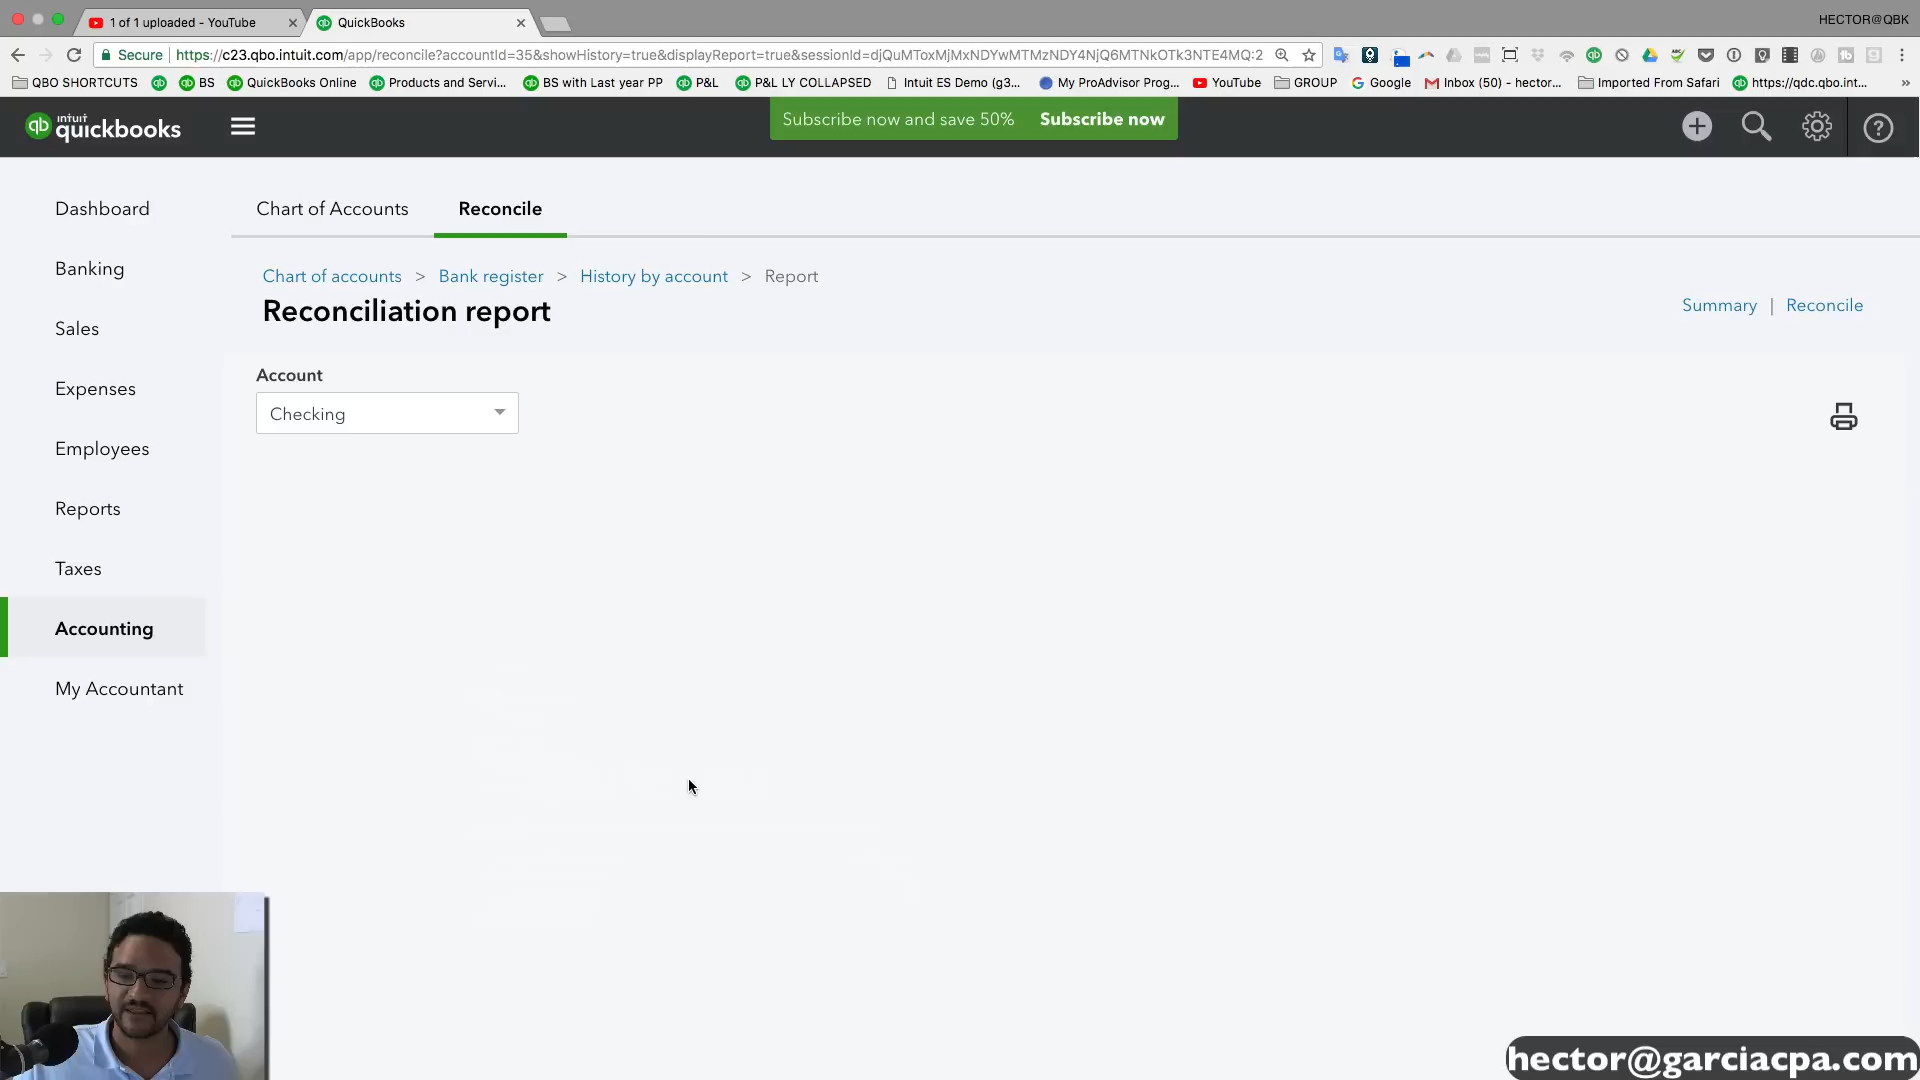 1 of 1 uploaded - YouTube
QuickBooks
HECTOR@QBK
Secure https://c23.qbo.intuit.com/app/reconcile?accountId=35&showHistory=true&displayReport=true&sessionId=djQuMToxMjMxNDYwMTMzNDY4NjQ6MTNkOTk3NTE4MQ:2
QBO SHORTCUTS BS QuickBooks Online Products and Servi... BS with Last year PP P&L P&L LY COLLAPSED Intuit ES Demo (g3... My ProAdvisor Prog... YouTube GROUP Google Inbox (50) - hector... Imported From Safari https://qdc.qbo.int... »
intuit quickbooks
Subscribe now and save 50% Subscribe now
Dashboard
Banking
Sales
Expenses
Employees
Reports
Taxes
Accounting
My Accountant
Chart of Accounts Reconcile
Chart of accounts > Bank register > History by account > Report
Reconciliation report
Summary | Reconcile
Account
Checking
hector@garciacpa.com